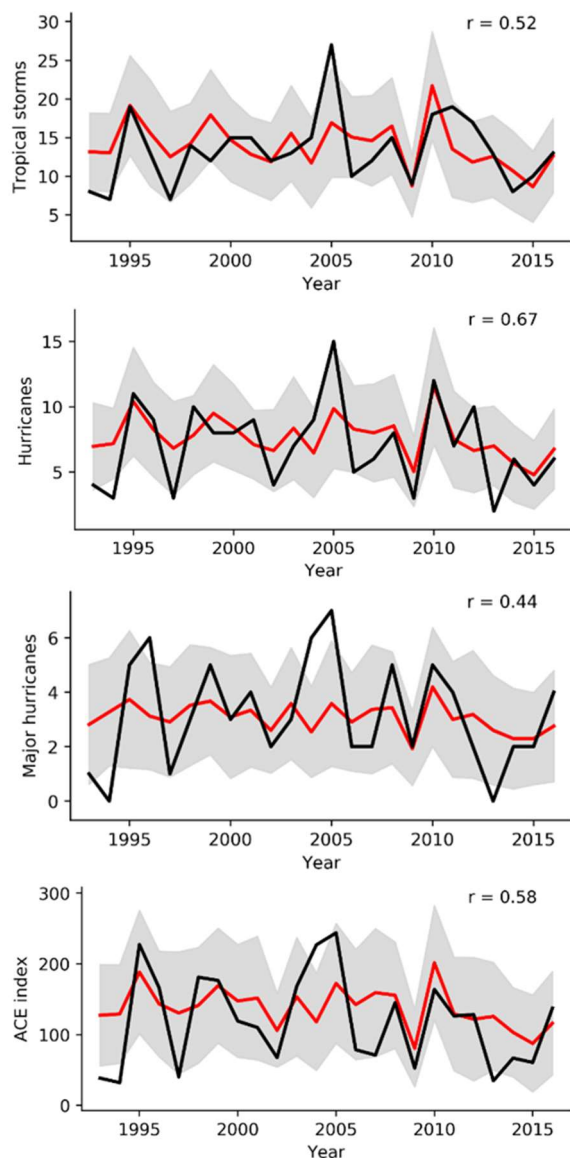 r = 0.52
Tropical storms
30
25
20
15
10
5
1995 2000 2005 2010 2015
Year
r = 0.67
Hurricanes
15
10
5
1995 2000 2005 2010 2015
Year
r = 0.44
Major hurricanes
6
4
2
0
1995 2000 2005 2010 2015
Year
r = 0.58
ACE index
300
200
100
0
1995 2000 2005 2010 2015
Year